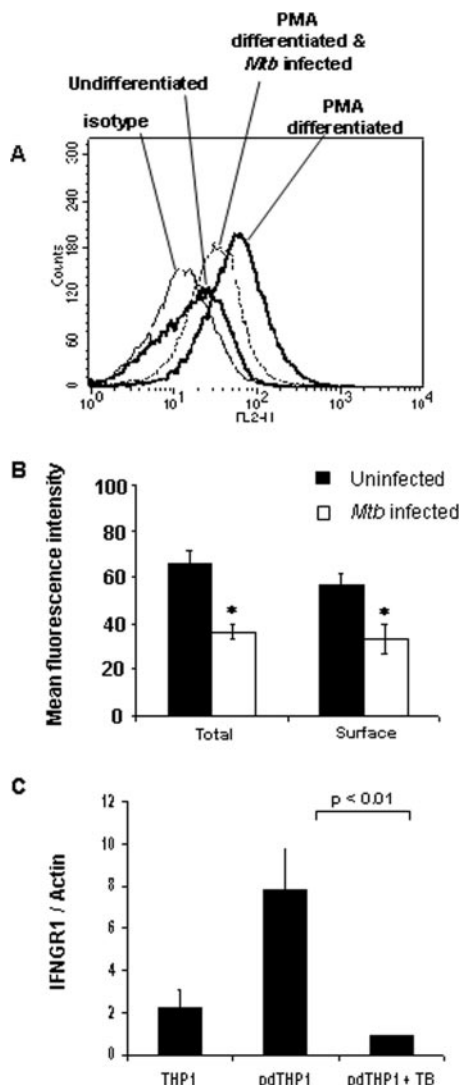 PMA
differentiated &
Mtb infected
Undifferentiated
PMA
differentiated
isotype
A
300
240
180
120
60
0
Counts
10^0 10^1 10^2 10^3 10^4
B
Uninfected
Mtb infected
100
80
60
40
20
0
Mean fluorescence intensity
*
*
Total Surface
C
p < 0.01
12
10
8
6
4
2
0
IFNGR1 / Actin
THP1 pdTHP1 pdTHP1 + TB